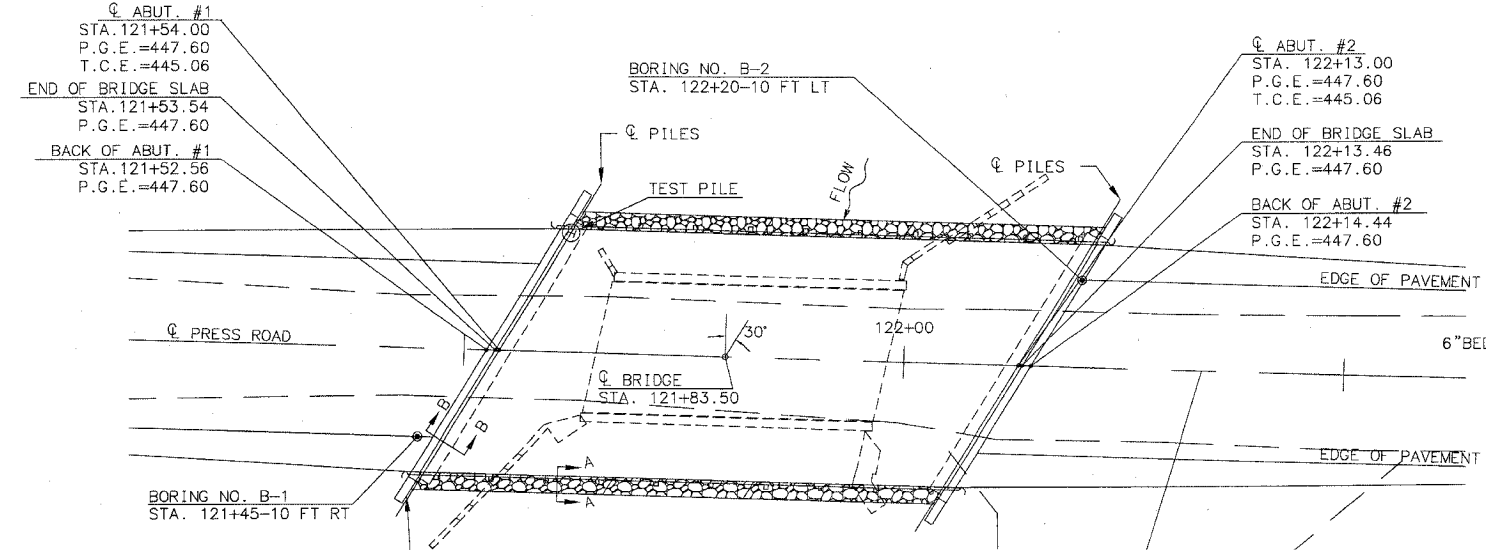 ℄ ABUT. #1
STA.121+54.00
P.G.E.=447.60
T.C.E.=445.06
END OF BRIDGE SLAB
STA.121+53.54
P.G.E.=447.60
BACK OF ABUT. #1
STA.121+52.56
P.G.E.=447.60
BORING NO. B-2
STA. 122+20-10 FT LT
℄ PILES
TEST PILE
FLOW
℄ PILES
℄ ABUT. #2
STA. 122+13.00
P.G.E.=447.60
T.C.E.=445.06
END OF BRIDGE SLAB
STA. 122+13.46
P.G.E.=447.60
BACK OF ABUT. #2
STA. 122+14.44
P.G.E.=447.60
EDGE OF PAVEMENT
℄ PRESS ROAD
30°
122+00
6"BE
℄ BRIDGE
STA. 121+83.50
B
B
A
A
EDGE OF PAVEMENT
BORING NO. B-1
STA. 121+45-10 FT RT